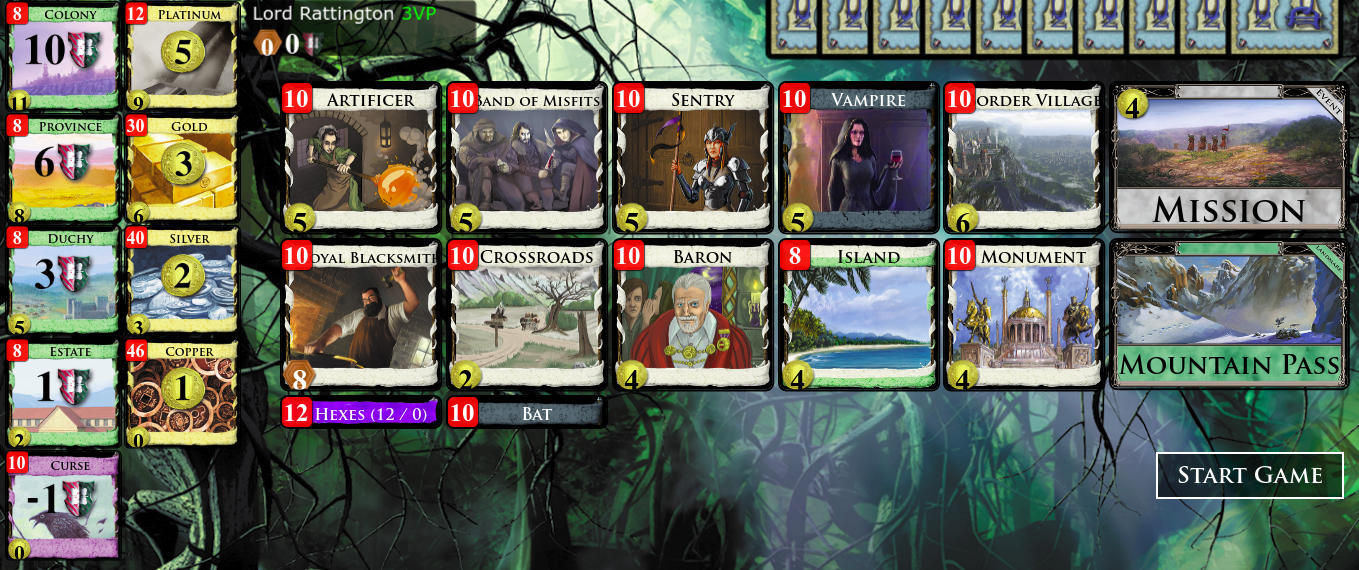 8 COLONY
10
11
12 PLATINUM
5
9
Lord Rattington 3VP
0 0
8 PROVINCE
6
8
30 GOLD
3
6
8 DUCHY
3
5
40 SILVER
2
3
8 ESTATE
1
2
46 COPPER
1
0
10 CURSE
-1
0
10 ARTIFICER
5
10 BAND OF MISFITS
5
10 SENTRY
5
10 VAMPIRE
5
10 ORDER VILLAGE
6
4
EVENT
MISSION
10 OYAL BLACKSMITH
8
10 CROSSROADS
2
10 BARON
4
8 ISLAND
4
10 MONUMENT
4
LANDMARK
MOUNTAIN PASS
12 HEXES (12 / 0)
10 BAT
START GAME